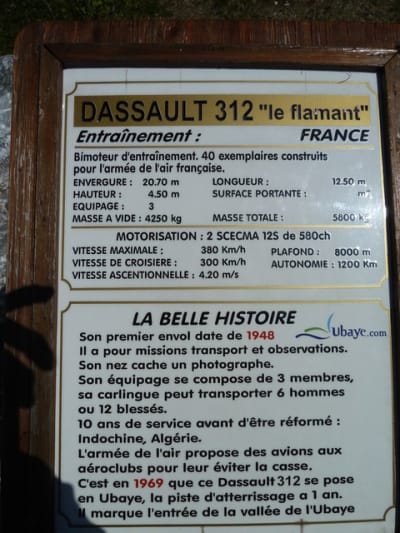 DASSAULT 312 "le flamant"
Entraînement : FRANCE
Bimoteur d'entraînement. 40 exemplaires construits
pour l'armée de l'air française.
ENVERGURE : 20.70 m LONGUEUR : 12.50 m
HAUTEUR : 4.50 m SURFACE PORTANTE : m²
EQUIPAGE : 3
MASSE A VIDE : 4250 kg MASSE TOTALE : 5800 kg
MOTORISATION : 2 SCECMA 12S de 580ch
VITESSE MAXIMALE : 380 Km/h PLAFOND : 8000 m
VITESSE DE CROISIERE : 300 Km/h AUTONOMIE : 1200 Km
VITESSE ASCENTIONNELLE : 4.20 m/s
LA BELLE HISTOIRE
Ubaye.com
Son premier envol date de 1948
Il a pour missions transport et observations.
Son nez cache un photographe.
Son équipage se compose de 3 membres,
sa carlingue peut transporter 6 hommes
ou 12 blessés.
10 ans de service avant d'être réformé :
Indochine, Algérie.
L'armée de l'air propose des avions aux
aéroclubs pour leur éviter la casse.
C'est en 1969 que ce Dassault 312 se pose
en Ubaye, la piste d'atterrissage a 1 an.
Il marque l'entrée de la vallée de l'Ubaye